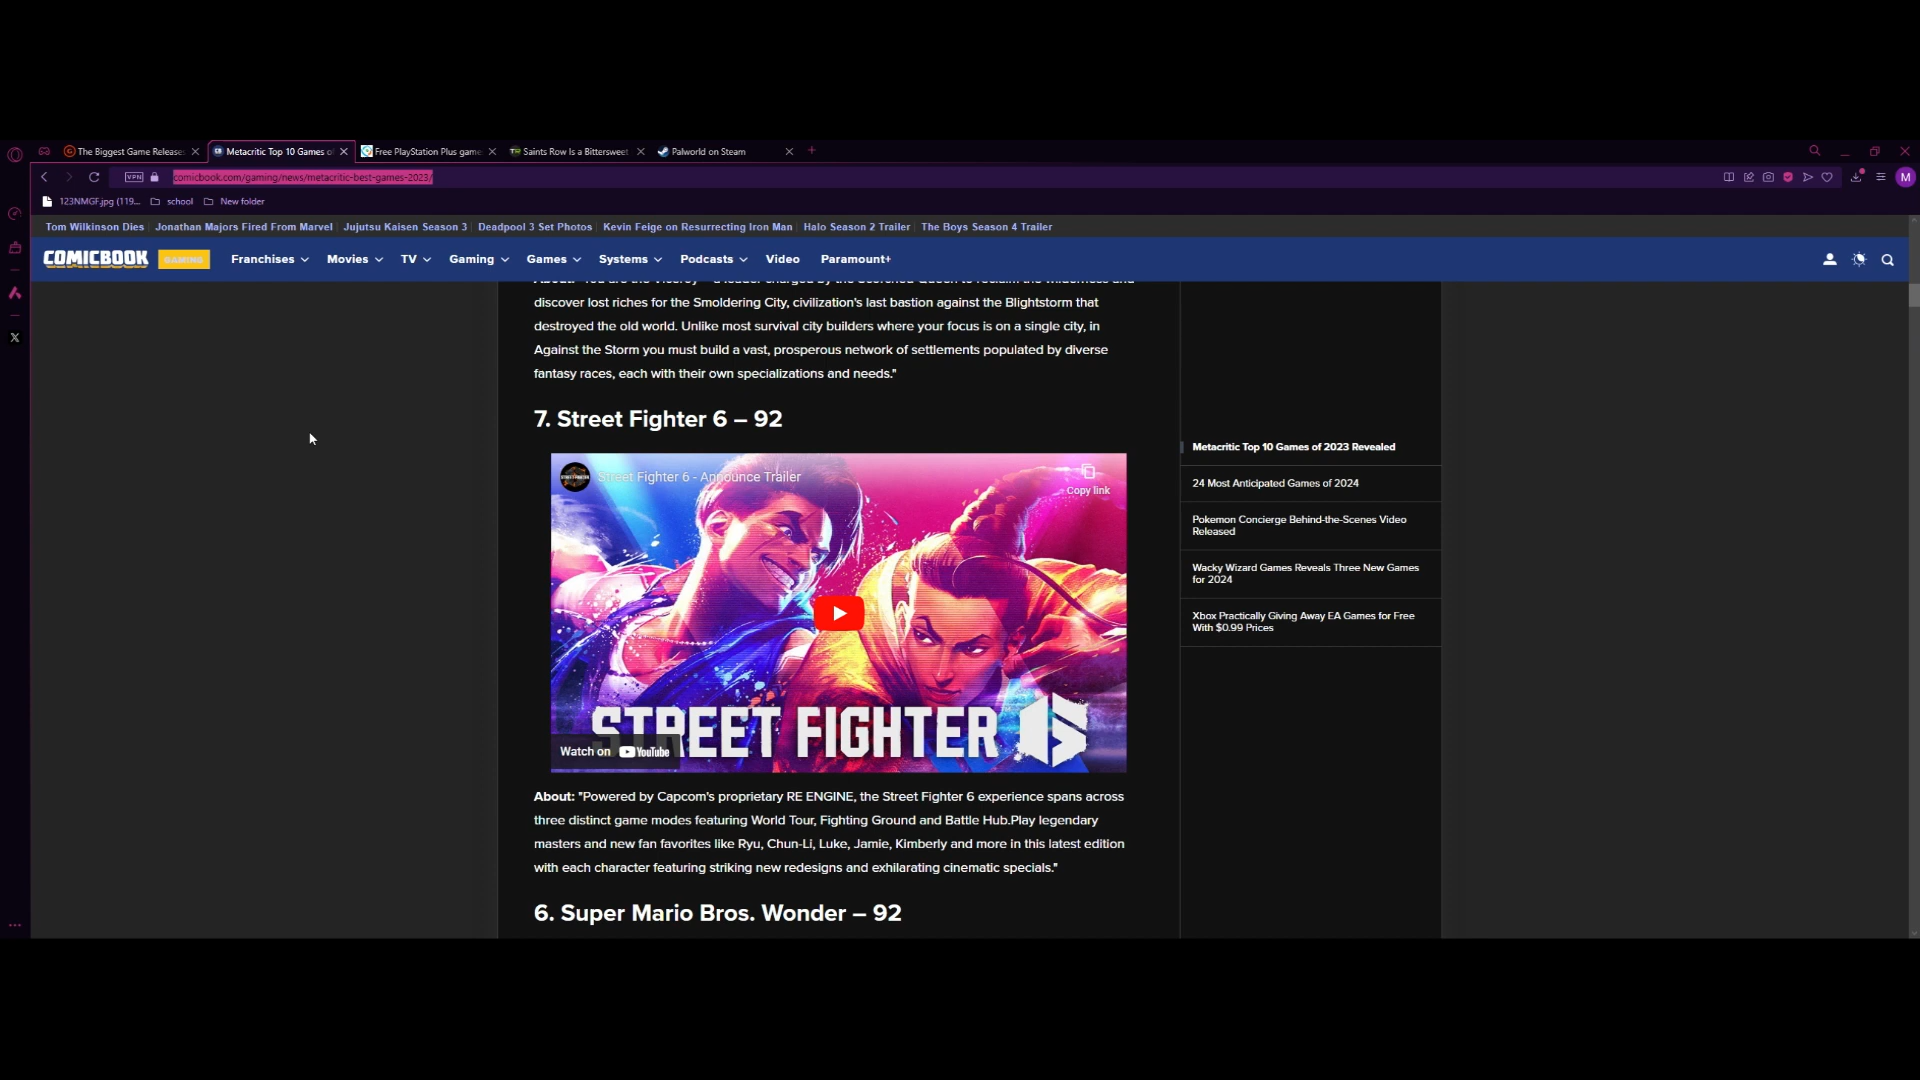 The Biggest Game Release
Metacritic Top 10 Games o
Free PlayStation Plus game
Saints Row Is a Bittersweet
Palworld on Steam
VPN
comicbook.com/gaming/news/metacritic-best-games-2023/
M
123NMGF.jpg (119...
school
New folder
Tom Wilkinson Dies
Jonathan Majors Fired From Marvel
Jujutsu Kaisen Season 3
Deadpool 3 Set Photos
Kevin Feige on Resurrecting Iron Man
Halo Season 2 Trailer
The Boys Season 4 Trailer
COMICBOOK
GAMING
Franchises
Movies
TV
Gaming
Games
Systems
Podcasts
Video
Paramount+
discover lost riches for the Smoldering City, civilization's last bastion against the Blightstorm that
destroyed the old world. Unlike most survival city builders where your focus is on a single city, in
Against the Storm you must build a vast, prosperous network of settlements populated by diverse
fantasy races, each with their own specializations and needs."
7. Street Fighter 6 – 92
Street Fighter 6 - Announce Trailer
Copy link
STREET FIGHTER 6
Watch on YouTube
About: "Powered by Capcom's proprietary RE ENGINE, the Street Fighter 6 experience spans across
three distinct game modes featuring World Tour, Fighting Ground and Battle Hub.Play legendary
masters and new fan favorites like Ryu, Chun-Li, Luke, Jamie, Kimberly and more in this latest edition
with each character featuring striking new redesigns and exhilarating cinematic specials."
6. Super Mario Bros. Wonder – 92
Metacritic Top 10 Games of 2023 Revealed
24 Most Anticipated Games of 2024
Pokemon Concierge Behind-the-Scenes Video
Released
Wacky Wizard Games Reveals Three New Games
for 2024
Xbox Practically Giving Away EA Games for Free
With $0.99 Prices